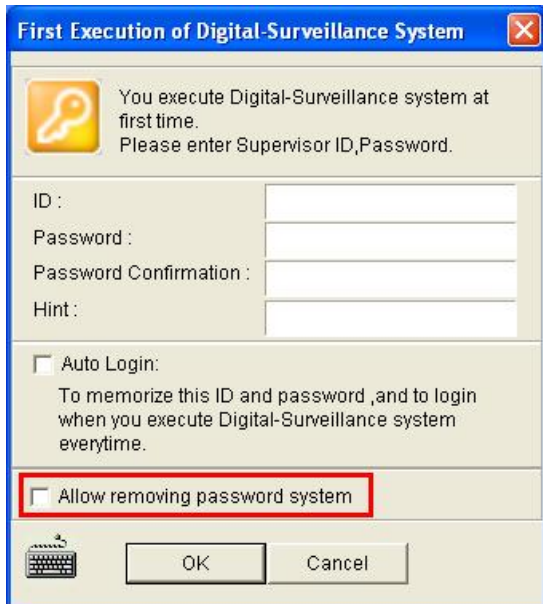 First Execution of Digital-Surveillance System
You execute Digital-Surveillance system at
first time.
Please enter Supervisor ID,Password.
ID :
Password :
Password Confirmation :
Hint :
Auto Login:
To memorize this ID and password ,and to login
when you execute Digital-Surveillance system
everytime.
Allow removing password system
OK
Cancel